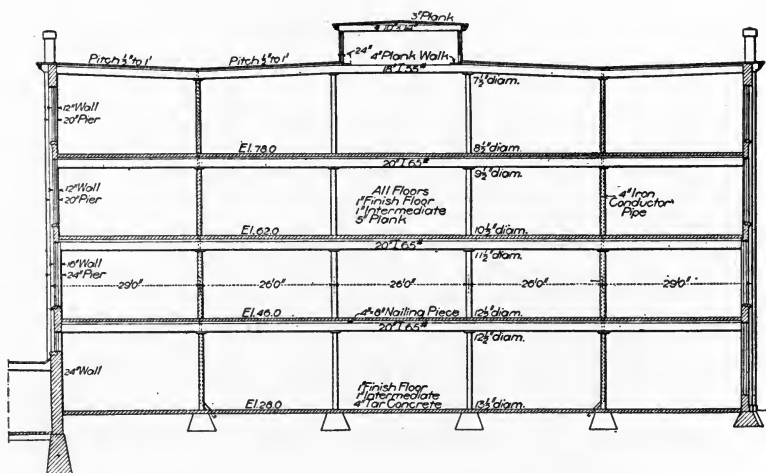 3" Plank
24"
4" Plank Walk
Pitch ½" to 1'
Pitch ½" to 1'
18" I 55#
7½" diam.
12" Wall
20" Pier
El. 78.0
8½" diam.
20" I 65#
9½" diam.
12" Wall
20" Pier
All Floors
1" Finish Floor
1" Intermediate
5" Plank
4" Iron
Conductor
Pipe
El. 62.0
10½" diam.
20" I 65#
11½" diam.
16" Wall
24" Pier
29'0"
26'0"
26'0"
26'0"
29'0"
El. 46.0
4"x8" Nailing Piece
12½" diam.
20" I 65#
12½" diam.
24" Wall
1" Finish Floor
1" Intermediate
4" Tar Concrete
El. 28.0
13½" diam.